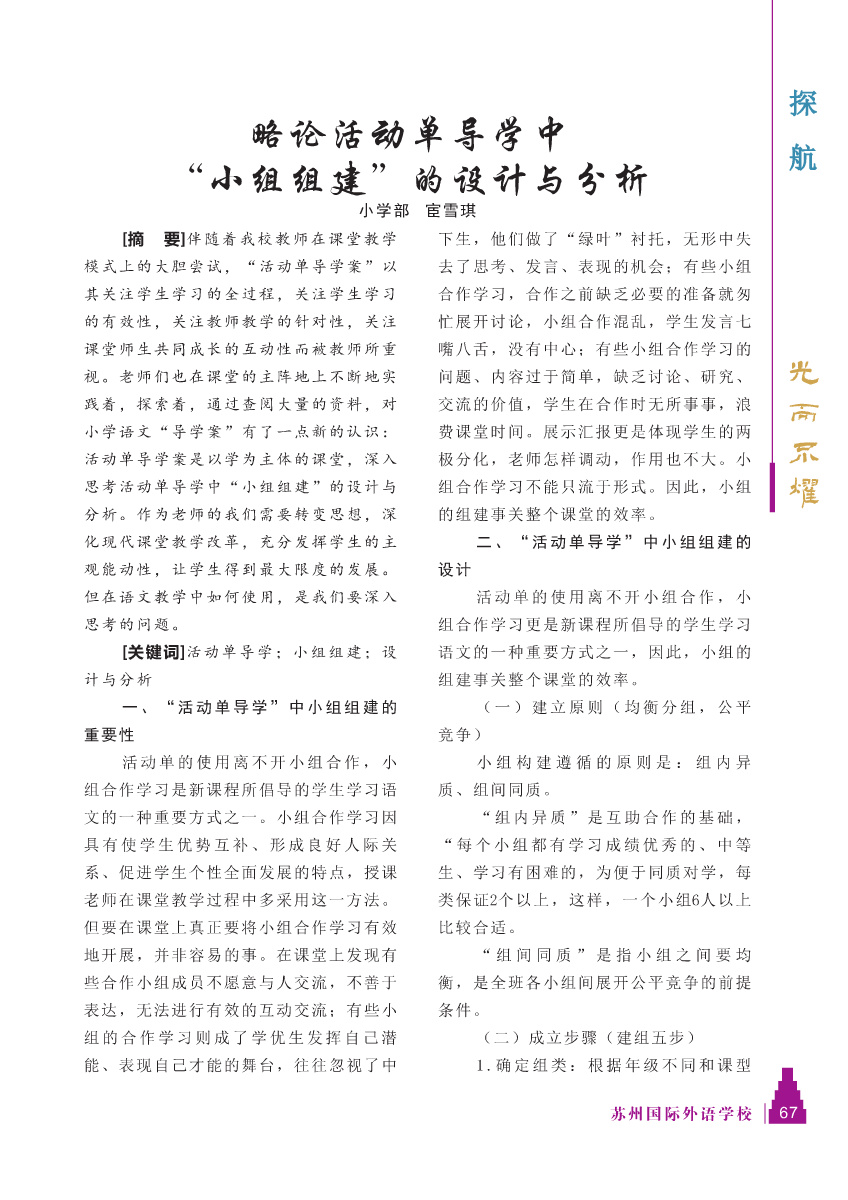 略论活动单导学中
“小组组建”的设计与分析
小学部　宦雪琪
[摘　要]伴随着我校教师在课堂教学
模式上的大胆尝试，“活动单导学案”以
其关注学生学习的全过程，关注学生学习
的有效性，关注教师教学的针对性，关注
课堂师生共同成长的互动性而被教师所重
视。老师们也在课堂的主阵地上不断地实
践着，探索着，通过查阅大量的资料，对
小学语文“导学案”有了一点新的认识：
活动单导学案是以学为主体的课堂，深入
思考活动单导学中“小组组建”的设计与
分析。作为老师的我们需要转变思想，深
化现代课堂教学改革，充分发挥学生的主
观能动性，让学生得到最大限度的发展。
但在语文教学中如何使用，是我们要深入
思考的问题。
[关键词]活动单导学；小组组建；设
计与分析
一、“活动单导学”中小组组建的
重要性
活动单的使用离不开小组合作，小
组合作学习是新课程所倡导的学生学习语
文的一种重要方式之一。小组合作学习因
具有使学生优势互补、形成良好人际关
系、促进学生个性全面发展的特点，授课
老师在课堂教学过程中多采用这一方法。
但要在课堂上真正要将小组合作学习有效
地开展，并非容易的事。在课堂上发现有
些合作小组成员不愿意与人交流，不善于
表达，无法进行有效的互动交流；有些小
组的合作学习则成了学优生发挥自己潜
能、表现自己才能的舞台，往往忽视了中
下生，他们做了“绿叶”衬托，无形中失
去了思考、发言、表现的机会；有些小组
合作学习，合作之前缺乏必要的准备就匆
忙展开讨论，小组合作混乱，学生发言七
嘴八舌，没有中心；有些小组合作学习的
问题、内容过于简单，缺乏讨论、研究、
交流的价值，学生在合作时无所事事，浪
费课堂时间。展示汇报更是体现学生的两
极分化，老师怎样调动，作用也不大。小
组合作学习不能只流于形式。因此，小组
的组建事关整个课堂的效率。
二、“活动单导学”中小组组建的
设计
活动单的使用离不开小组合作，小
组合作学习更是新课程所倡导的学生学习
语文的一种重要方式之一，因此，小组的
组建事关整个课堂的效率。
（一）建立原则（均衡分组，公平
竞争）
小组构建遵循的原则是：组内异
质、组间同质。
“组内异质”是互助合作的基础，
“每个小组都有学习成绩优秀的、中等
生、学习有困难的，为便于同质对学，每
类保证2个以上，这样，一个小组6人以上
比较合适。
“组间同质”是指小组之间要均
衡，是全班各小组间展开公平竞争的前提
条件。
（二）成立步骤（建组五步）
1.确定组类：根据年级不同和课型
探航
光而不耀
苏州国际外语学校
67